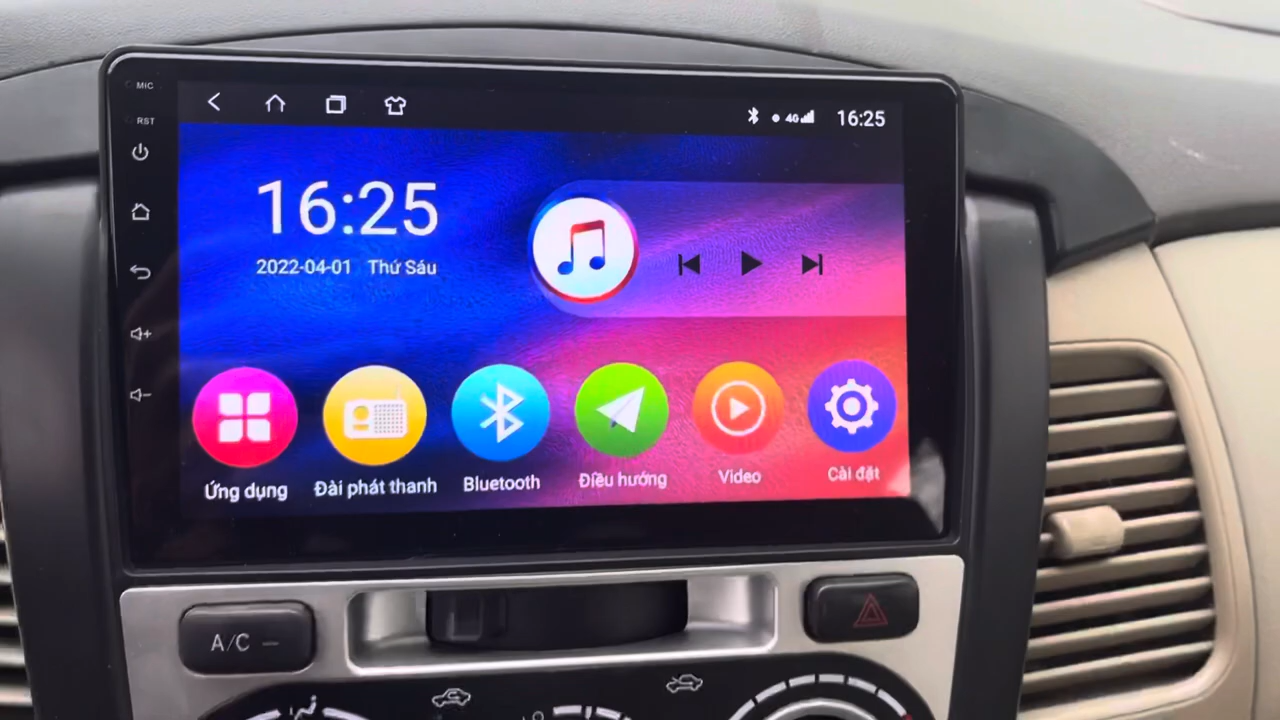 MIC
RST
4G
16:25
16:25
2022-04-01 Thứ Sáu
Ứng dụng
Đài phát thanh
Bluetooth
Điều hướng
Video
Cài đặt
A/C